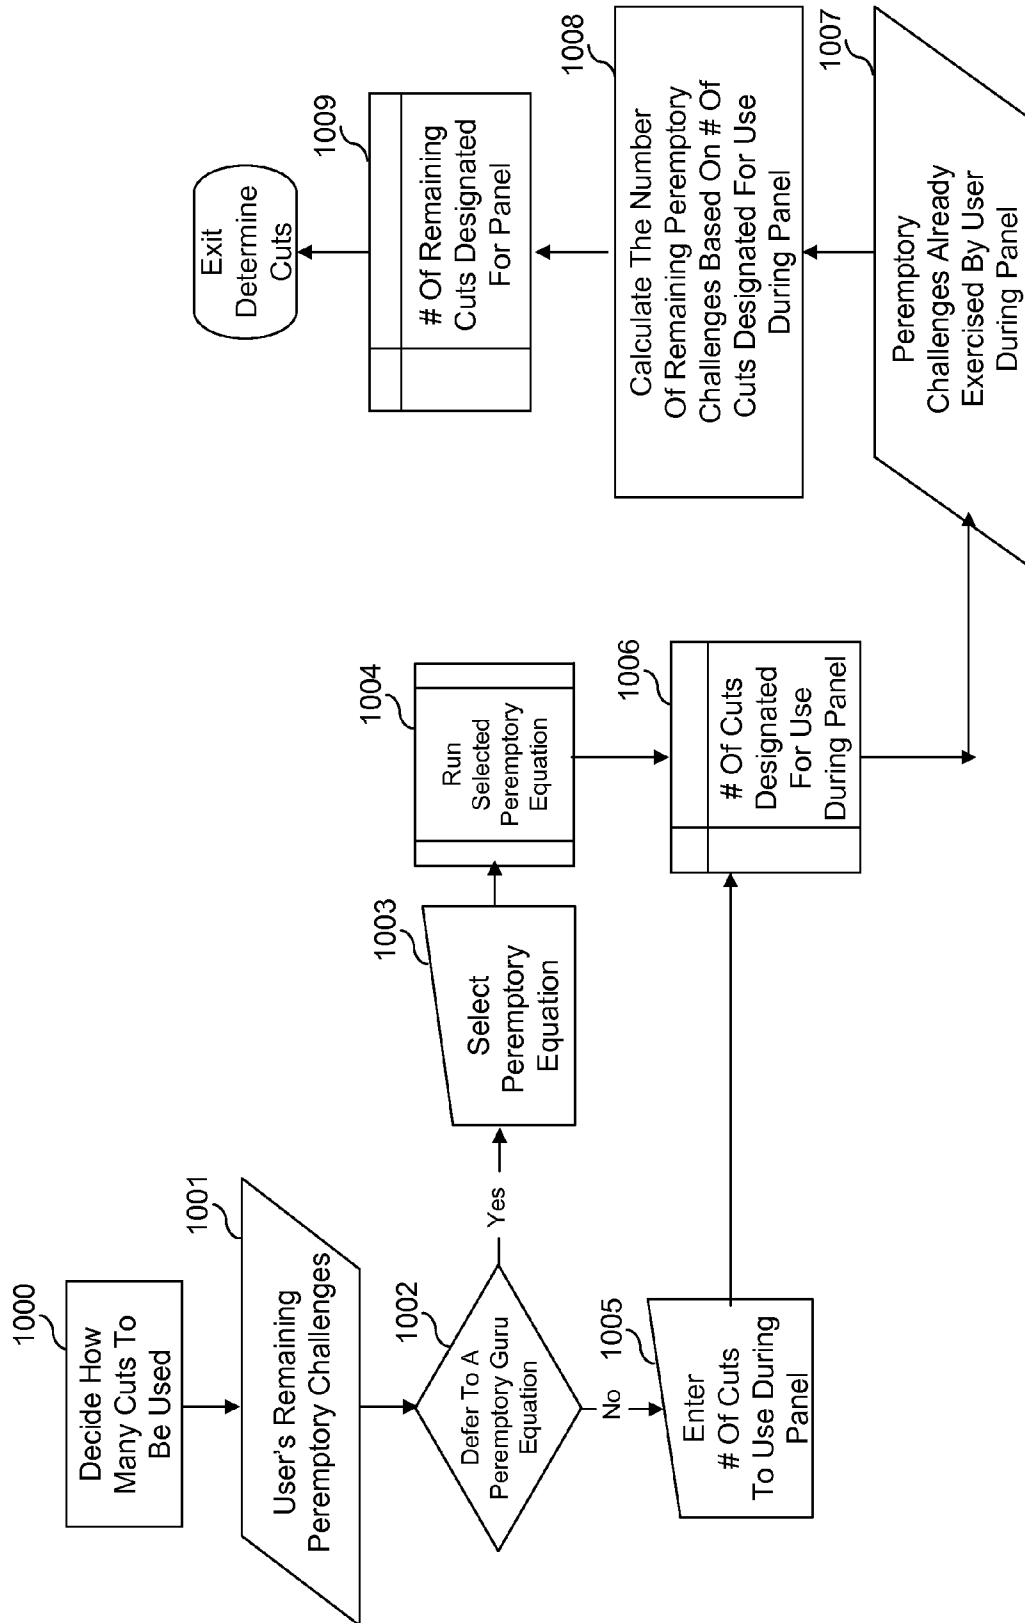 1000
Decide How
Many Cuts To
Be Used
1001
User's Remaining
Peremptory Challenges
1002
Defer To A
Peremptory Guru
Equation
Yes
No
1003
Select
Peremptory
Equation
1004
Run
Selected
Peremptory
Equation
1005
Enter
# Of Cuts
To Use During
Panel
1006
# Of Cuts
Designated
For Use
During Panel
1007
Peremptory
Challenges Already
Exercised By User
During Panel
1008
Calculate The Number
Of Remaining Peremptory
Challenges Based On # Of
Cuts Designated For Use
During Panel
1009
# Of Remaining
Cuts Designated
For Panel
Exit
Determine
Cuts